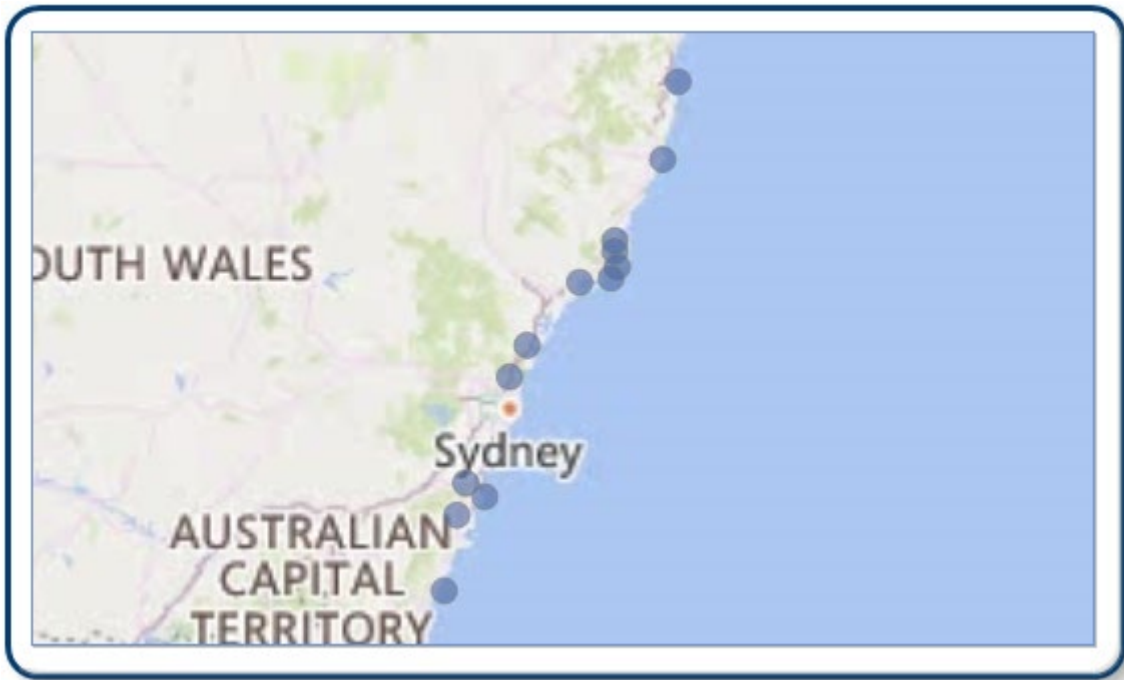 OUTH WALES
Sydney
AUSTRALIAN
CAPITAL
TERRITORY